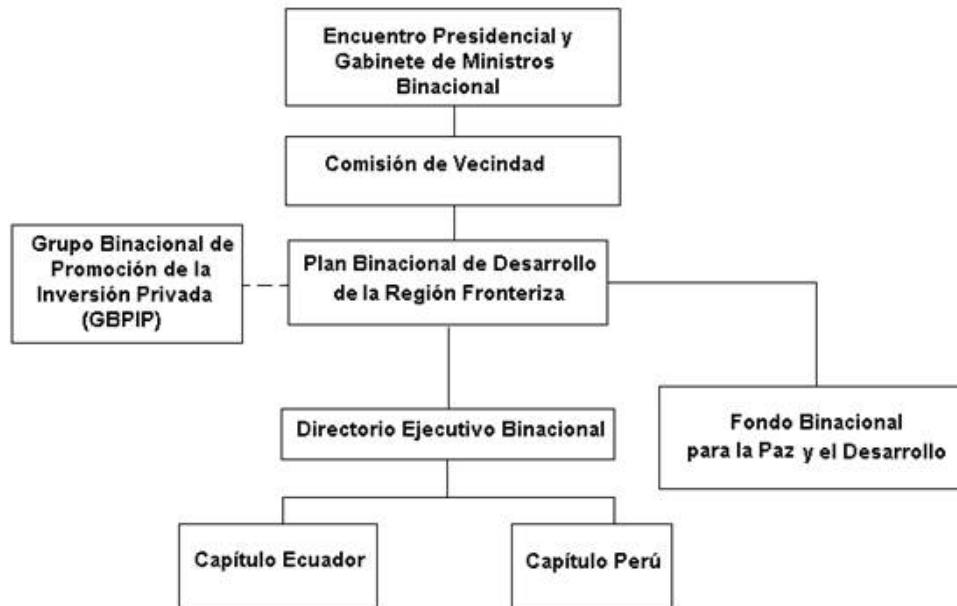 Encuentro Presidencial y
Gabinete de Ministros
Binacional
Comisión de Vecindad
Grupo Binacional de
Promoción de la
Inversión Privada
(GBPIP)
Plan Binacional de Desarrollo
de la Región Fronteriza
Directorio Ejecutivo Binacional
Fondo Binacional
para la Paz y el Desarrollo
Capítulo Ecuador
Capítulo Perú